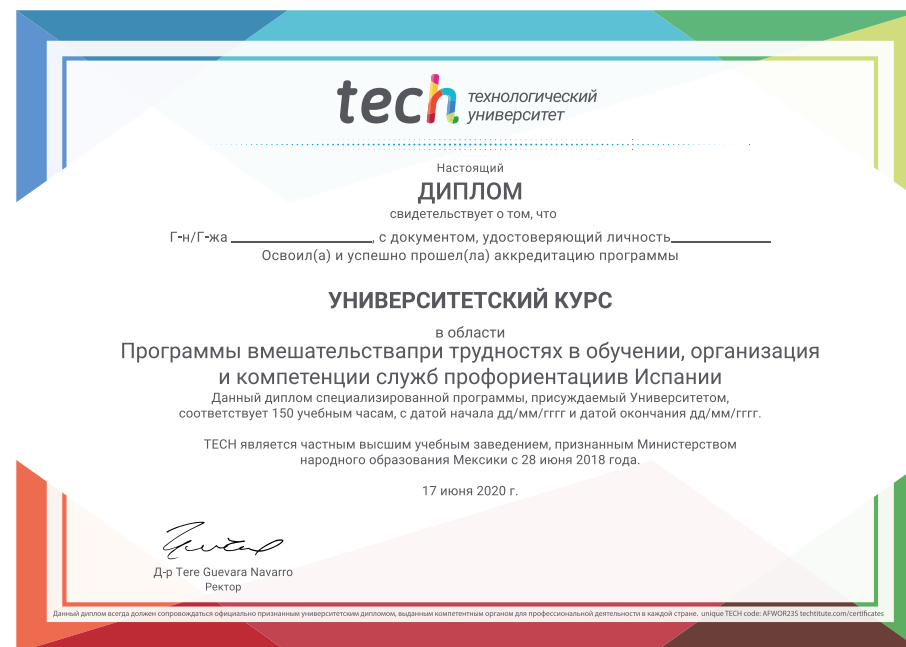 tech технологический
университет
Настоящий
ДИПЛОМ
свидетельствует о том, что
Г-н/Г-жа ____________________, с документом, удостоверяющий личность______________
Освоил(а) и успешно прошел(ла) аккредитацию программы
УНИВЕРСИТЕТСКИЙ КУРС
в области
Программы вмешательствапри трудностях в обучении, организация
и компетенции служб профориентациив Испании
Данный диплом специализированной программы, присуждаемый Университетом,
соответствует 150 учебным часам, с датой начала дд/мм/гггг и датой окончания дд/мм/гггг.
TECH является частным высшим учебным заведением, признанным Министерством
народного образования Мексики с 28 июня 2018 года.
17 июня 2020 г.
Д-р Tere Guevara Navarro
Ректор
Данный диплом всегда должен сопровождаться официально признанным университетским дипломом, выданным компетентным органом для профессиональной деятельности в каждой стране. unique TECH code: AFWOR23S techtitute.com/certificates